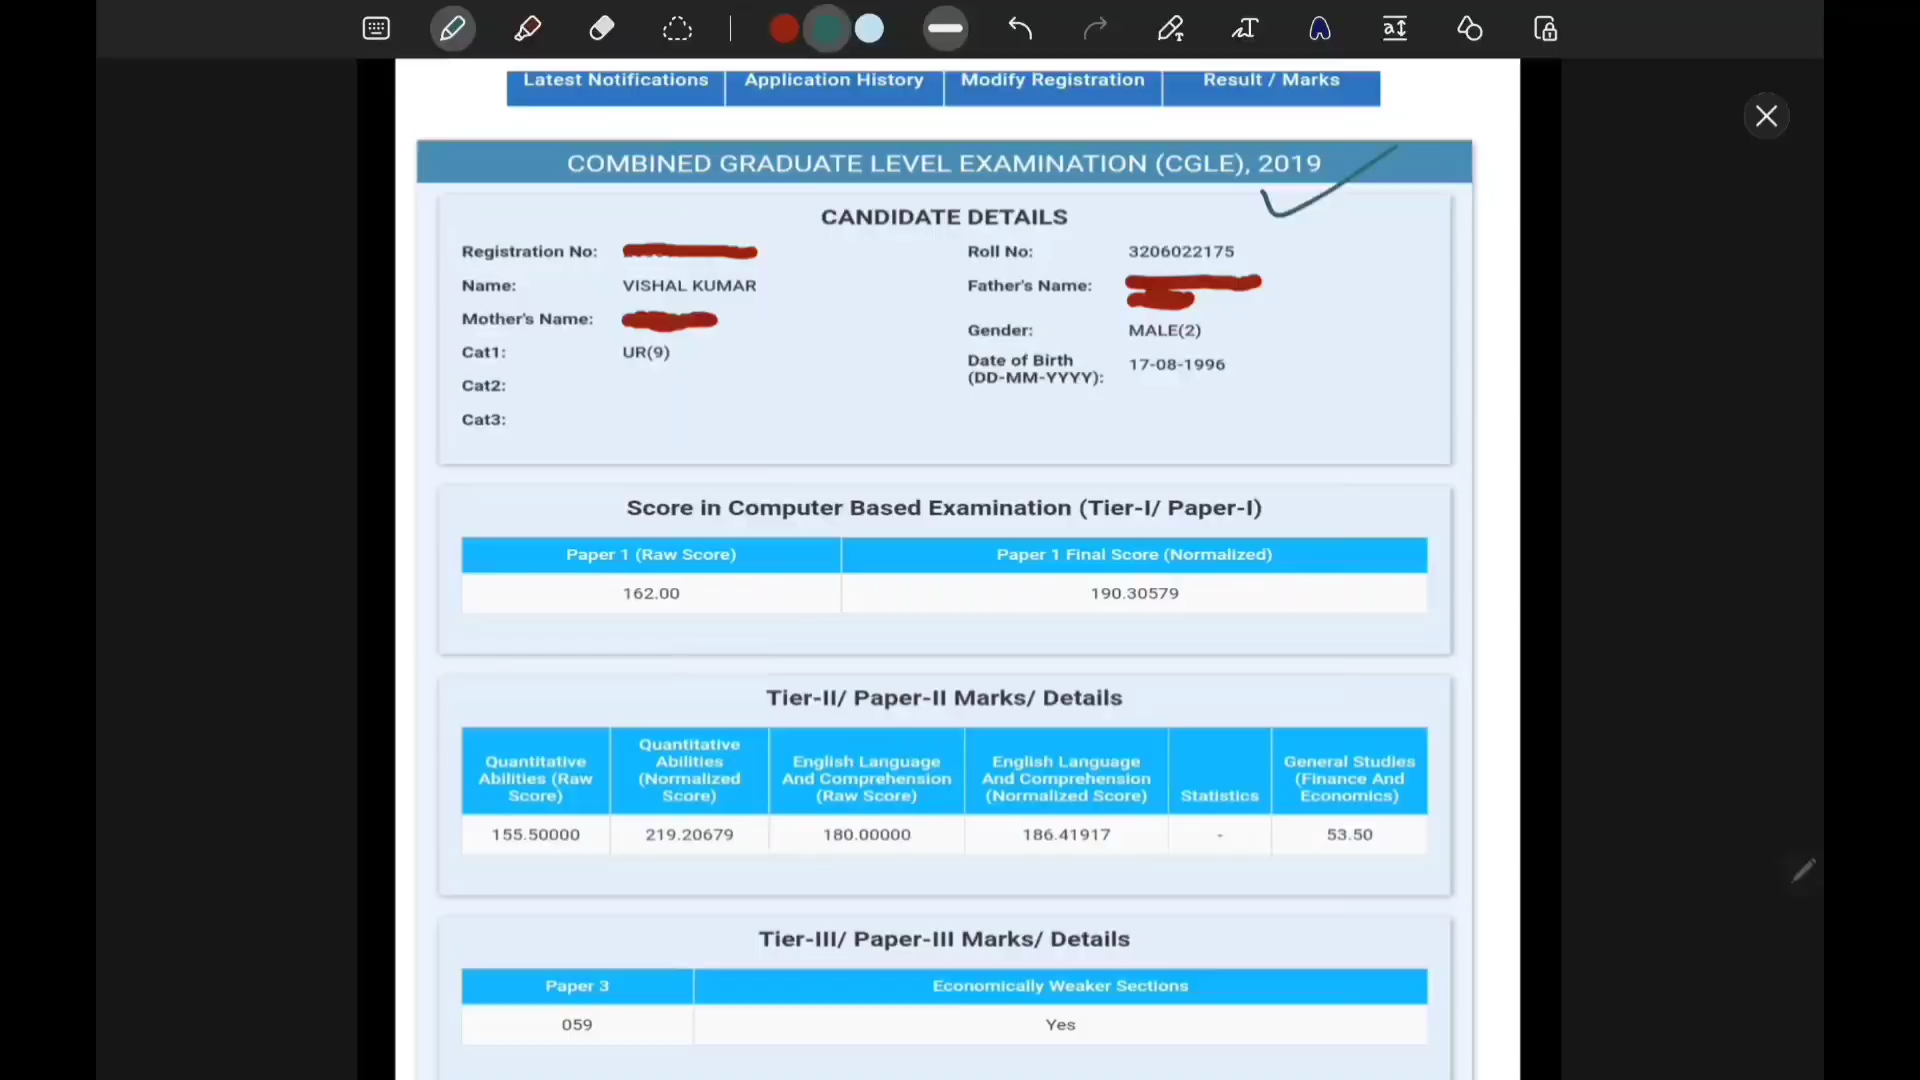 Latest Notifications Application History Modify Registration Result / Marks
COMBINED GRADUATE LEVEL EXAMINATION (CGLE), 2019
CANDIDATE DETAILS
Registration No: Roll No: 3206022175
Name: VISHAL KUMAR Father's Name:
Mother's Name:
Gender: MALE(2)
Cat1: UR(9)
Date of Birth
(DD-MM-YYYY): 17-08-1996
Cat2:
Cat3:
Score in Computer Based Examination (Tier-I/ Paper-I)
Paper 1 (Raw Score) Paper 1 Final Score (Normalized)
162.00 190.30579
Tier-II/ Paper-II Marks/ Details
Quantitative Abilities (Raw Score) Quantitative Abilities (Normalized Score) English Language And Comprehension (Raw Score) English Language And Comprehension (Normalized Score) Statistics General Studies (Finance And Economics)
155.50000 219.20679 180.00000 186.41917 - 53.50
Tier-III/ Paper-III Marks/ Details
Paper 3 Economically Weaker Sections
059 Yes